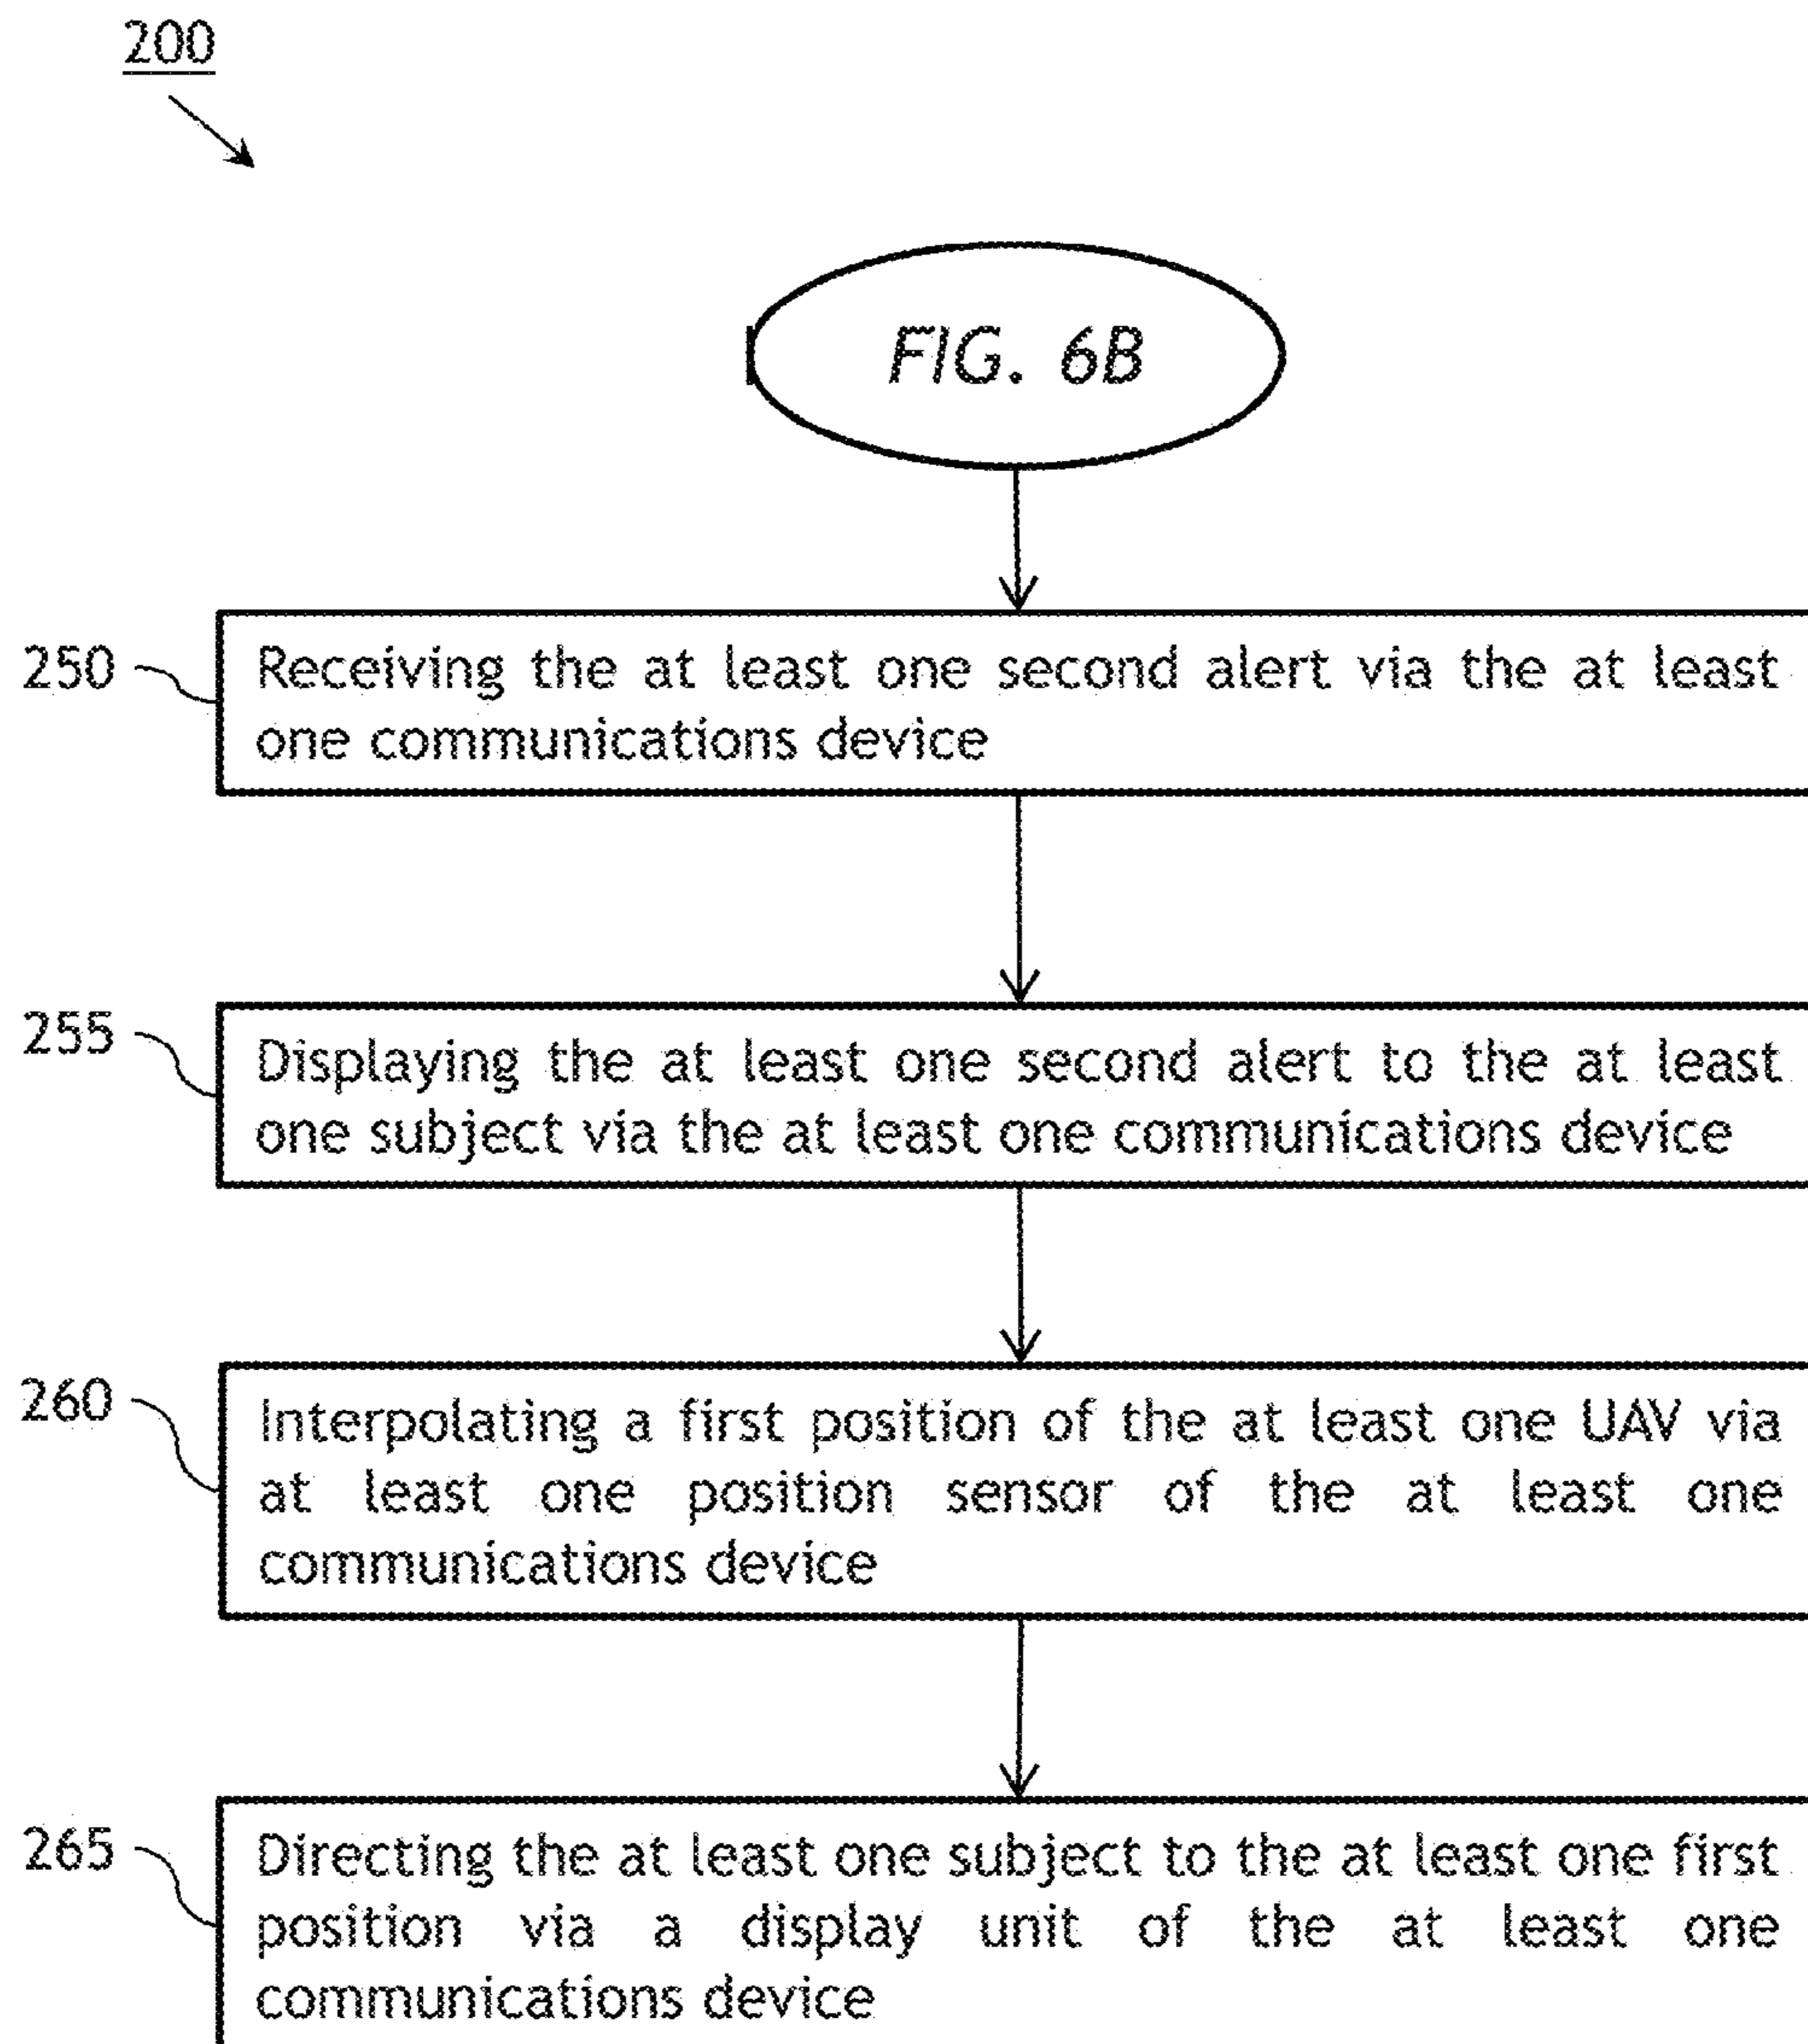 200
FIG. 6B
250
Receiving the at least one second alert via the at least
one communications device
255
Displaying the at least one second alert to the at least
one subject via the at least one communications device
260
Interpolating a first position of the at least one UAV via
at least one position sensor of the at least one
communications device
265
Directing the at least one subject to the at least one first
position via a display unit of the at least one
communications device